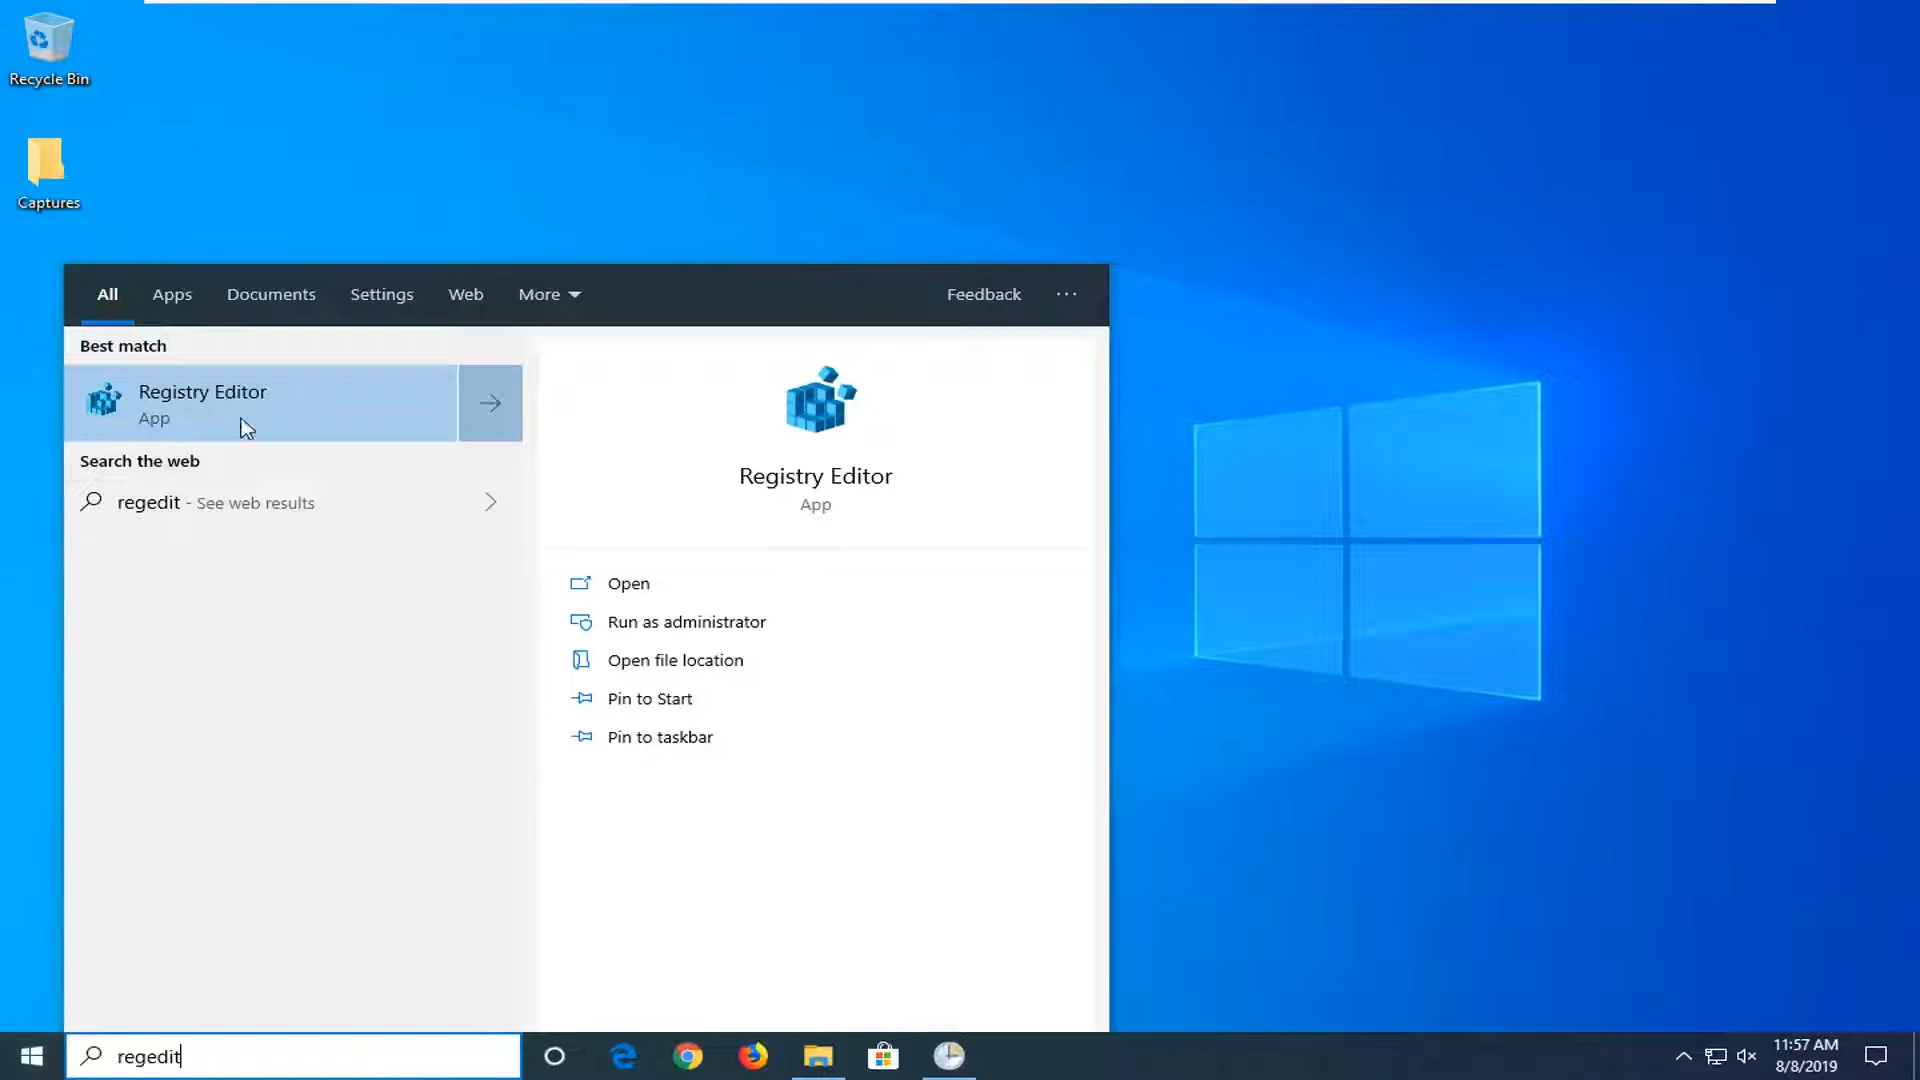 Recycle Bin
Captures
All Apps Documents Settings Web More Feedback ...
Best match
Registry Editor
App
Search the web
regedit - See web results
Registry Editor
App
Open
Run as administrator
Open file location
Pin to Start
Pin to taskbar
regedit
11:57 AM
8/8/2019